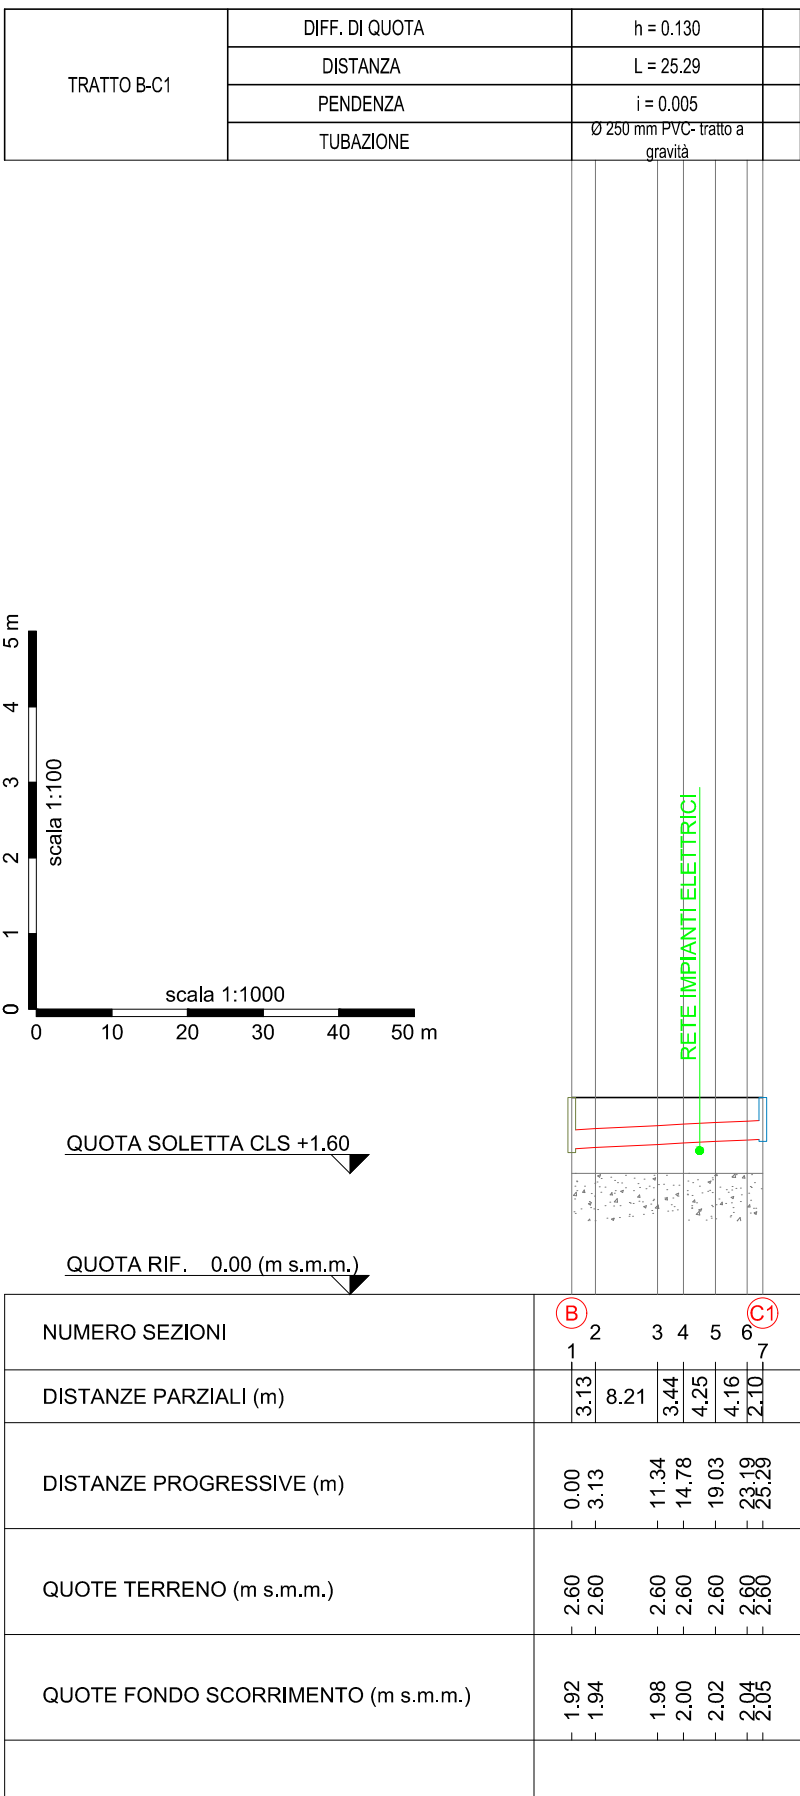 TRATTO B-C1
DIFF. DI QUOTA
h = 0.130
DISTANZA
L = 25.29
PENDENZA
i = 0.005
TUBAZIONE
Ø 250 mm PVC- tratto a
gravità
5 m
4
3
2
1
0
scala 1:100
scala 1:1000
0 10 20 30 40 50 m
RETE IMPIANTI ELETTRICI
QUOTA SOLETTA CLS +1.60
QUOTA RIF. 0.00 (m s.m.m.)
NUMERO SEZIONI
B C1
1 2 3 4 5 6 7
DISTANZE PARZIALI (m)
3.13 8.21 3.44 4.25 4.16 2.10
DISTANZE PROGRESSIVE (m)
0.00 3.13 11.34 14.78 19.03 23.19 25.29
QUOTE TERRENO (m s.m.m.)
2.60 2.60 2.60 2.60 2.60 2.60 2.60
QUOTE FONDO SCORRIMENTO (m s.m.m.)
1.92 1.94 1.98 2.00 2.02 2.04 2.05